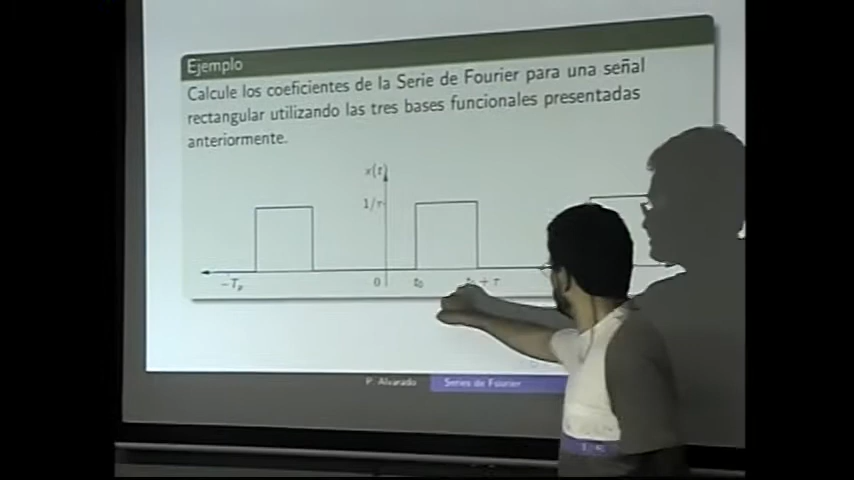 Ejemplo
Calcule los coeficientes de la Serie de Fourier para una señal
rectangular utilizando las tres bases funcionales presentadas
anteriormente.
x(t)
1/τ
−Tₚ 0 t₀ + τ
P. Alvarado Series de Fourier